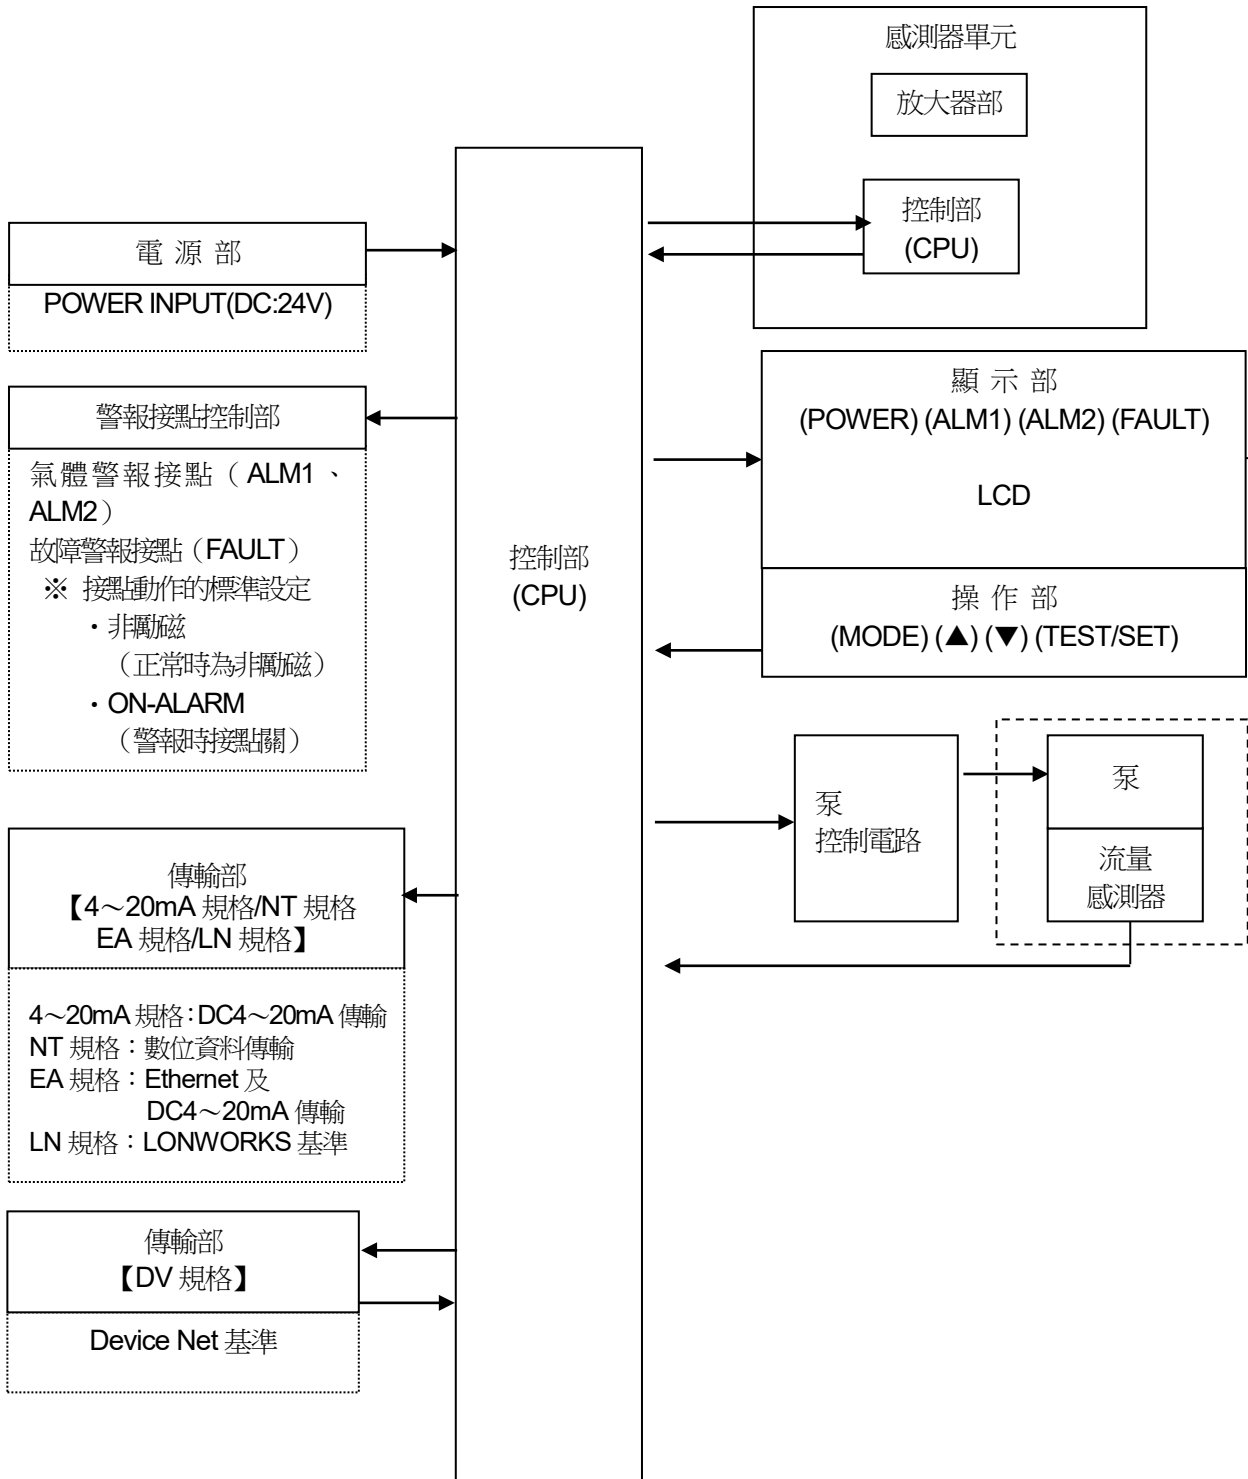 感測器單元
放大器部
控制部
(CPU)
電 源 部
POWER INPUT(DC:24V)
警報接點控制部
氣體警報接點（ALM1、
ALM2）
故障警報接點（FAULT）
※ 接點動作的標準設定
・非勵磁
（正常時為非勵磁）
・ON-ALARM
（警報時接點關）
控制部
(CPU)
顯 示 部
(POWER) (ALM1) (ALM2) (FAULT)
LCD
操 作 部
(MODE) (▲) (▼) (TEST/SET)
泵
控制電路
泵
流量
感測器
傳輸部
【4～20mA 規格/NT 規格
EA 規格/LN 規格】
4～20mA 規格：DC4～20mA 傳輸
NT 規格：數位資料傳輸
EA 規格：Ethernet 及
DC4～20mA 傳輸
LN 規格：LONWORKS 基準
傳輸部
【DV 規格】
Device Net 基準